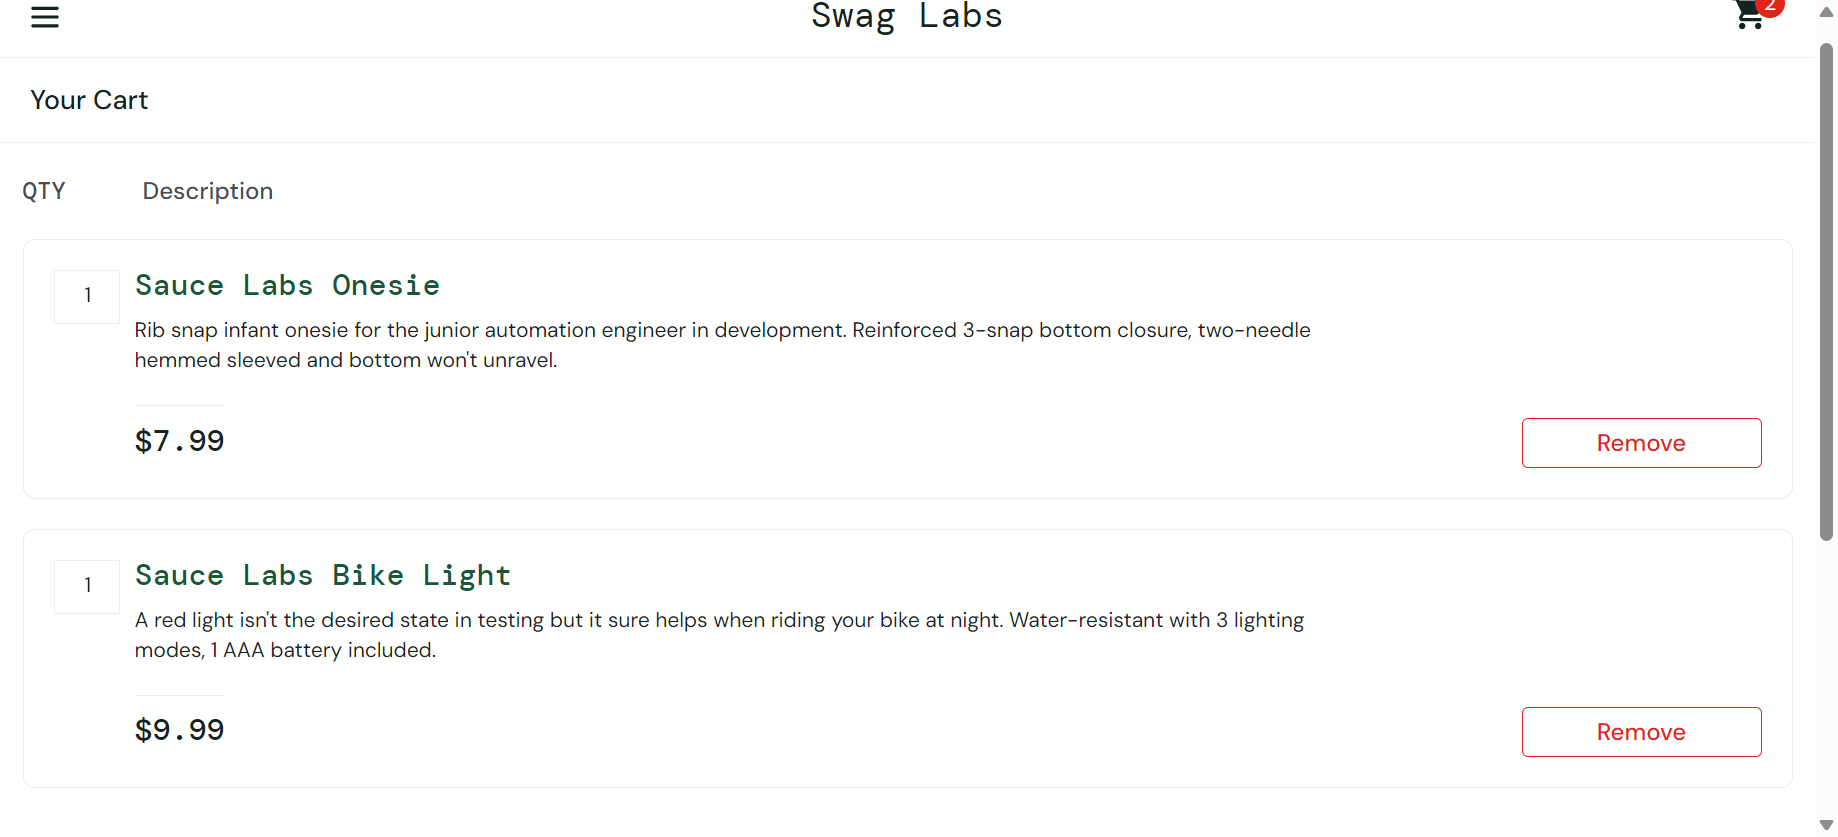 Swag Labs
2
Your Cart
QTY Description
1 Sauce Labs Onesie
Rib snap infant onesie for the junior automation engineer in development. Reinforced 3-snap bottom closure, two-needle
hemmed sleeved and bottom won't unravel.
$7.99 Remove
1 Sauce Labs Bike Light
A red light isn't the desired state in testing but it sure helps when riding your bike at night. Water-resistant with 3 lighting
modes, 1 AAA battery included.
$9.99 Remove